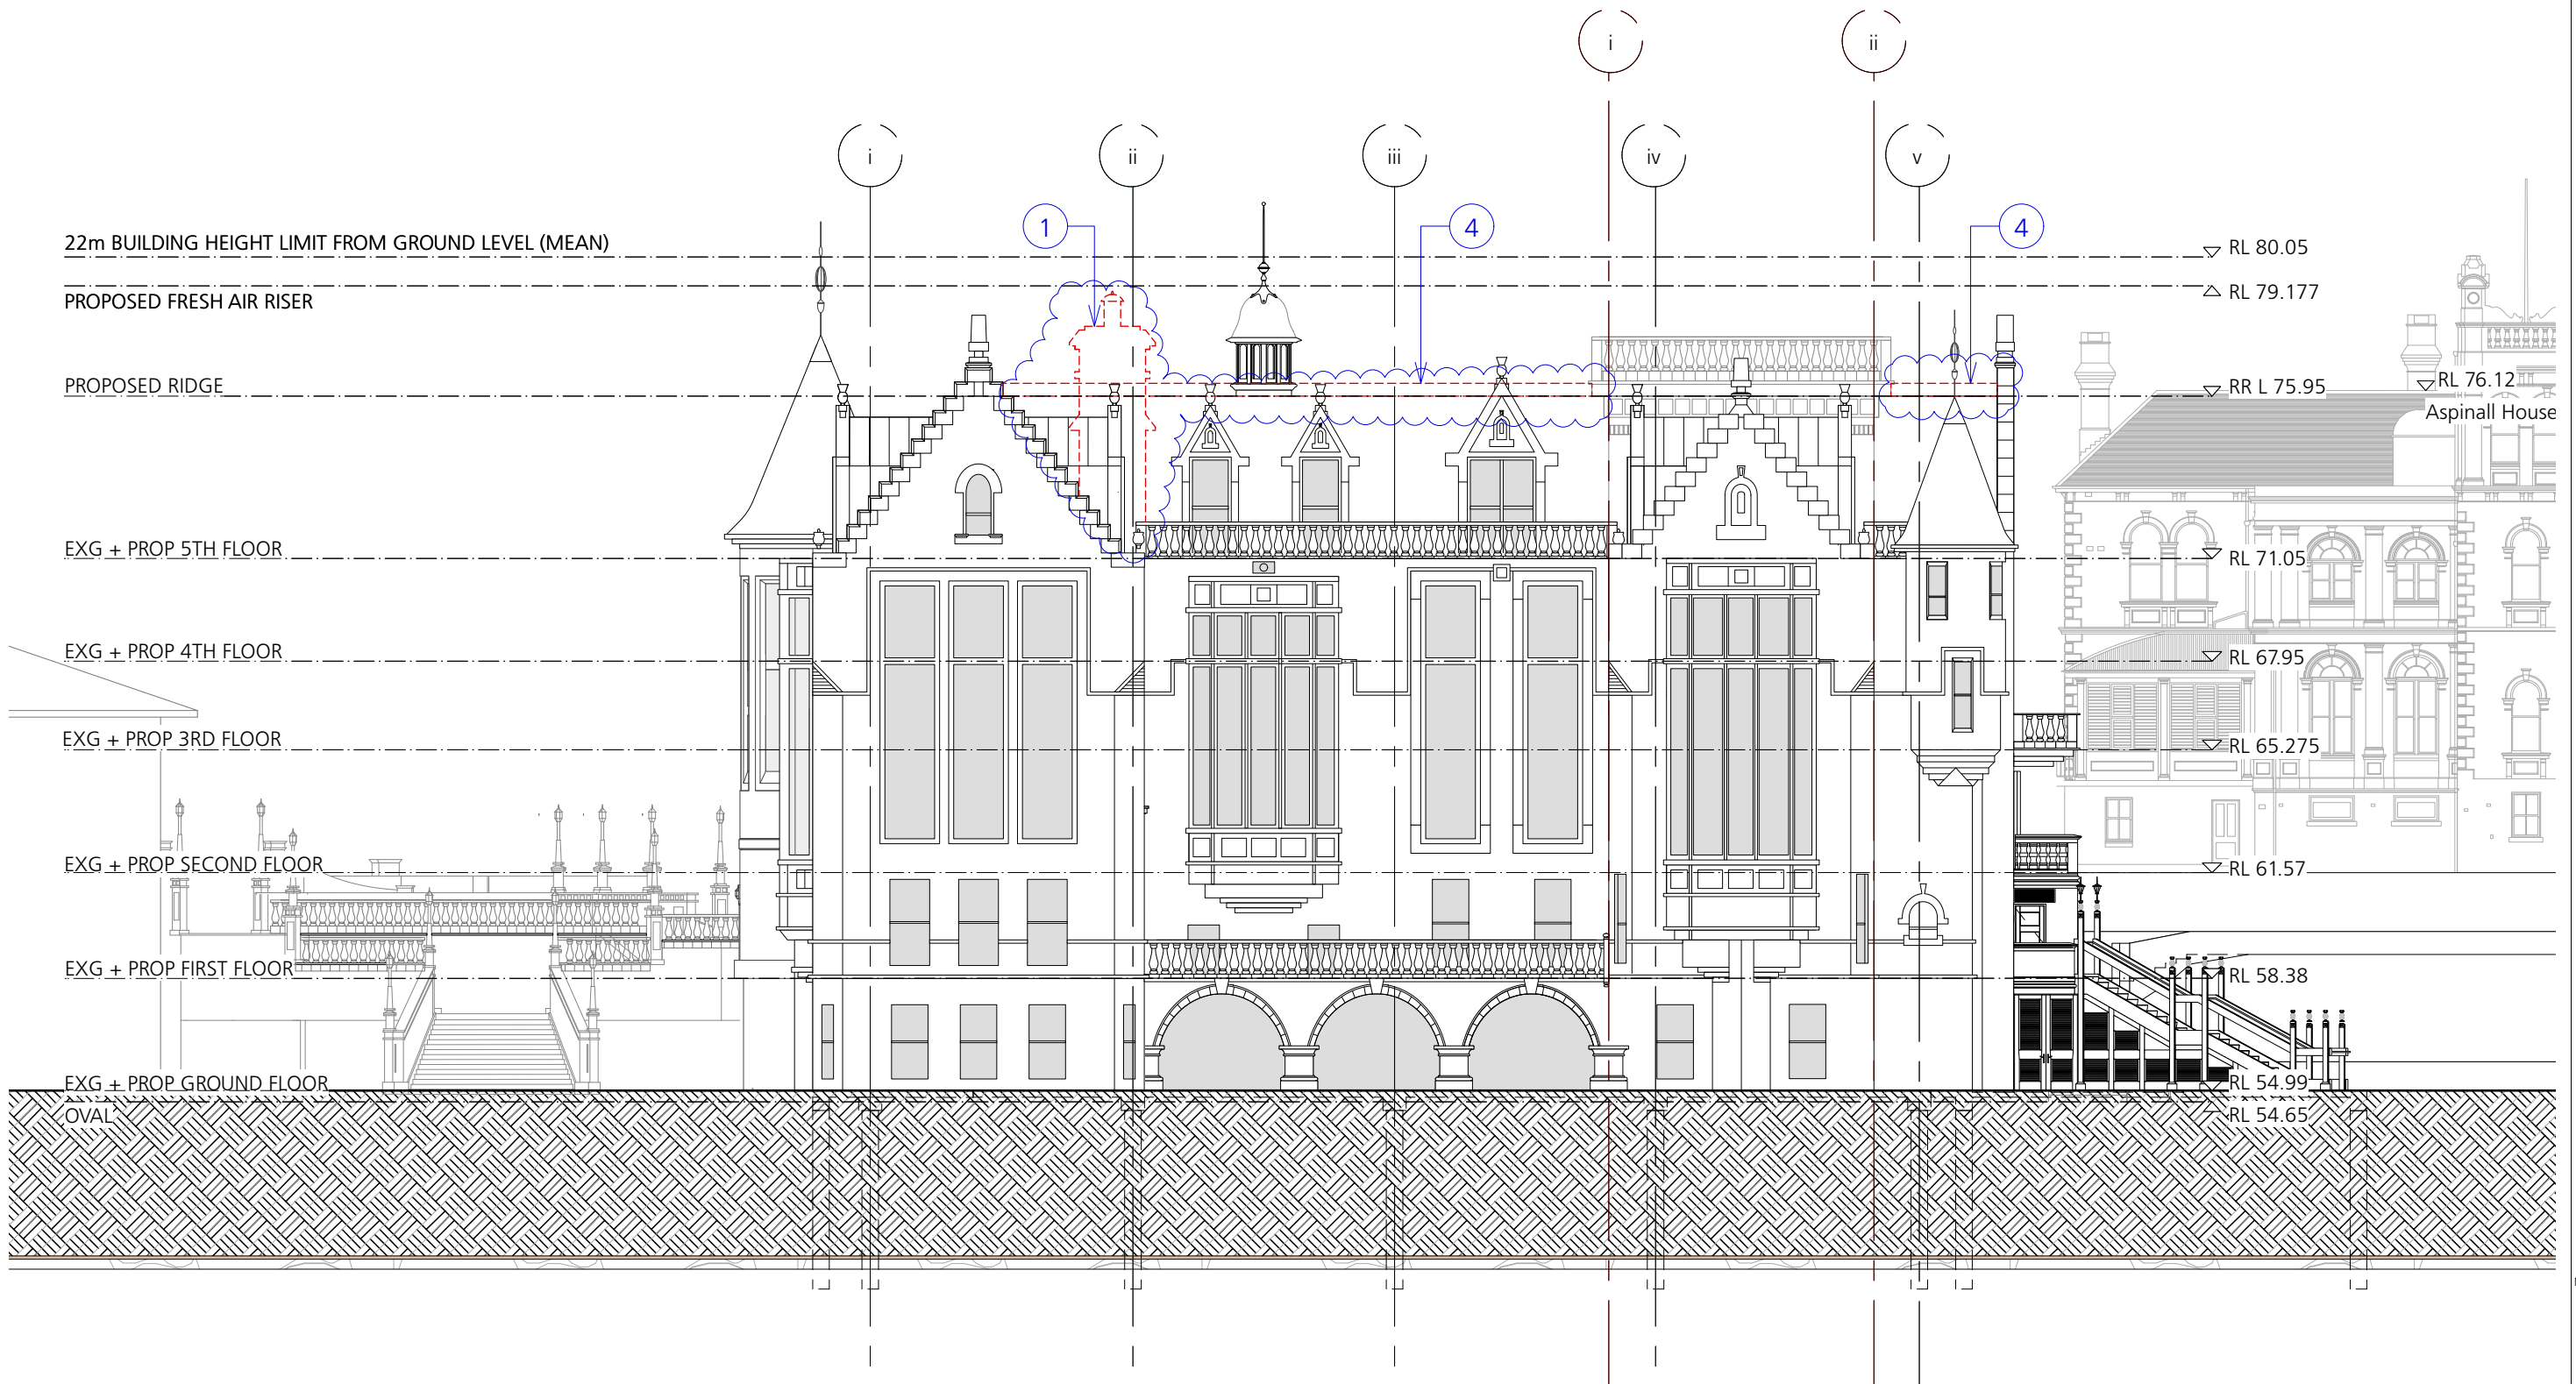 i
ii
i
ii
iii
iv
v
1
4
4
22m BUILDING HEIGHT LIMIT FROM GROUND LEVEL (MEAN)
RL 80.05
PROPOSED FRESH AIR RISER
RL 79.177
PROPOSED RIDGE
RR L 75.95
RL 76.12
Aspinall House
EXG + PROP 5TH FLOOR
RL 71.05
EXG + PROP 4TH FLOOR
RL 67.95
EXG + PROP 3RD FLOOR
RL 65.275
EXG + PROP SECOND FLOOR
RL 61.57
EXG + PROP FIRST FLOOR
RL 58.38
EXG + PROP GROUND FLOOR
RL 54.99
OVAL
RL 54.65